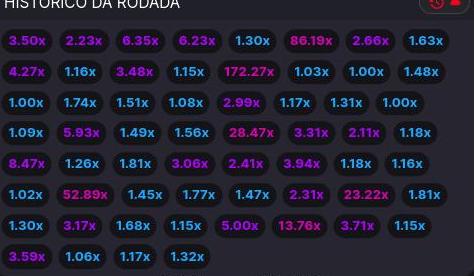 HISTÓRICO DA RODADA
3.50x 2.23x 6.35x 6.23x 1.30x 86.19x 2.66x 1.63x
4.27x 1.16x 3.48x 1.15x 172.27x 1.03x 1.00x 1.48x
1.00x 1.74x 1.51x 1.08x 2.99x 1.17x 1.31x 1.00x
1.09x 5.93x 1.49x 1.56x 28.47x 3.31x 2.11x 1.18x
8.47x 1.26x 1.81x 3.06x 2.41x 3.94x 1.18x 1.16x
1.02x 52.89x 1.45x 1.77x 1.47x 2.31x 23.22x 1.81x
1.30x 3.17x 1.68x 1.15x 5.00x 13.76x 3.71x 1.15x
3.59x 1.06x 1.17x 1.32x